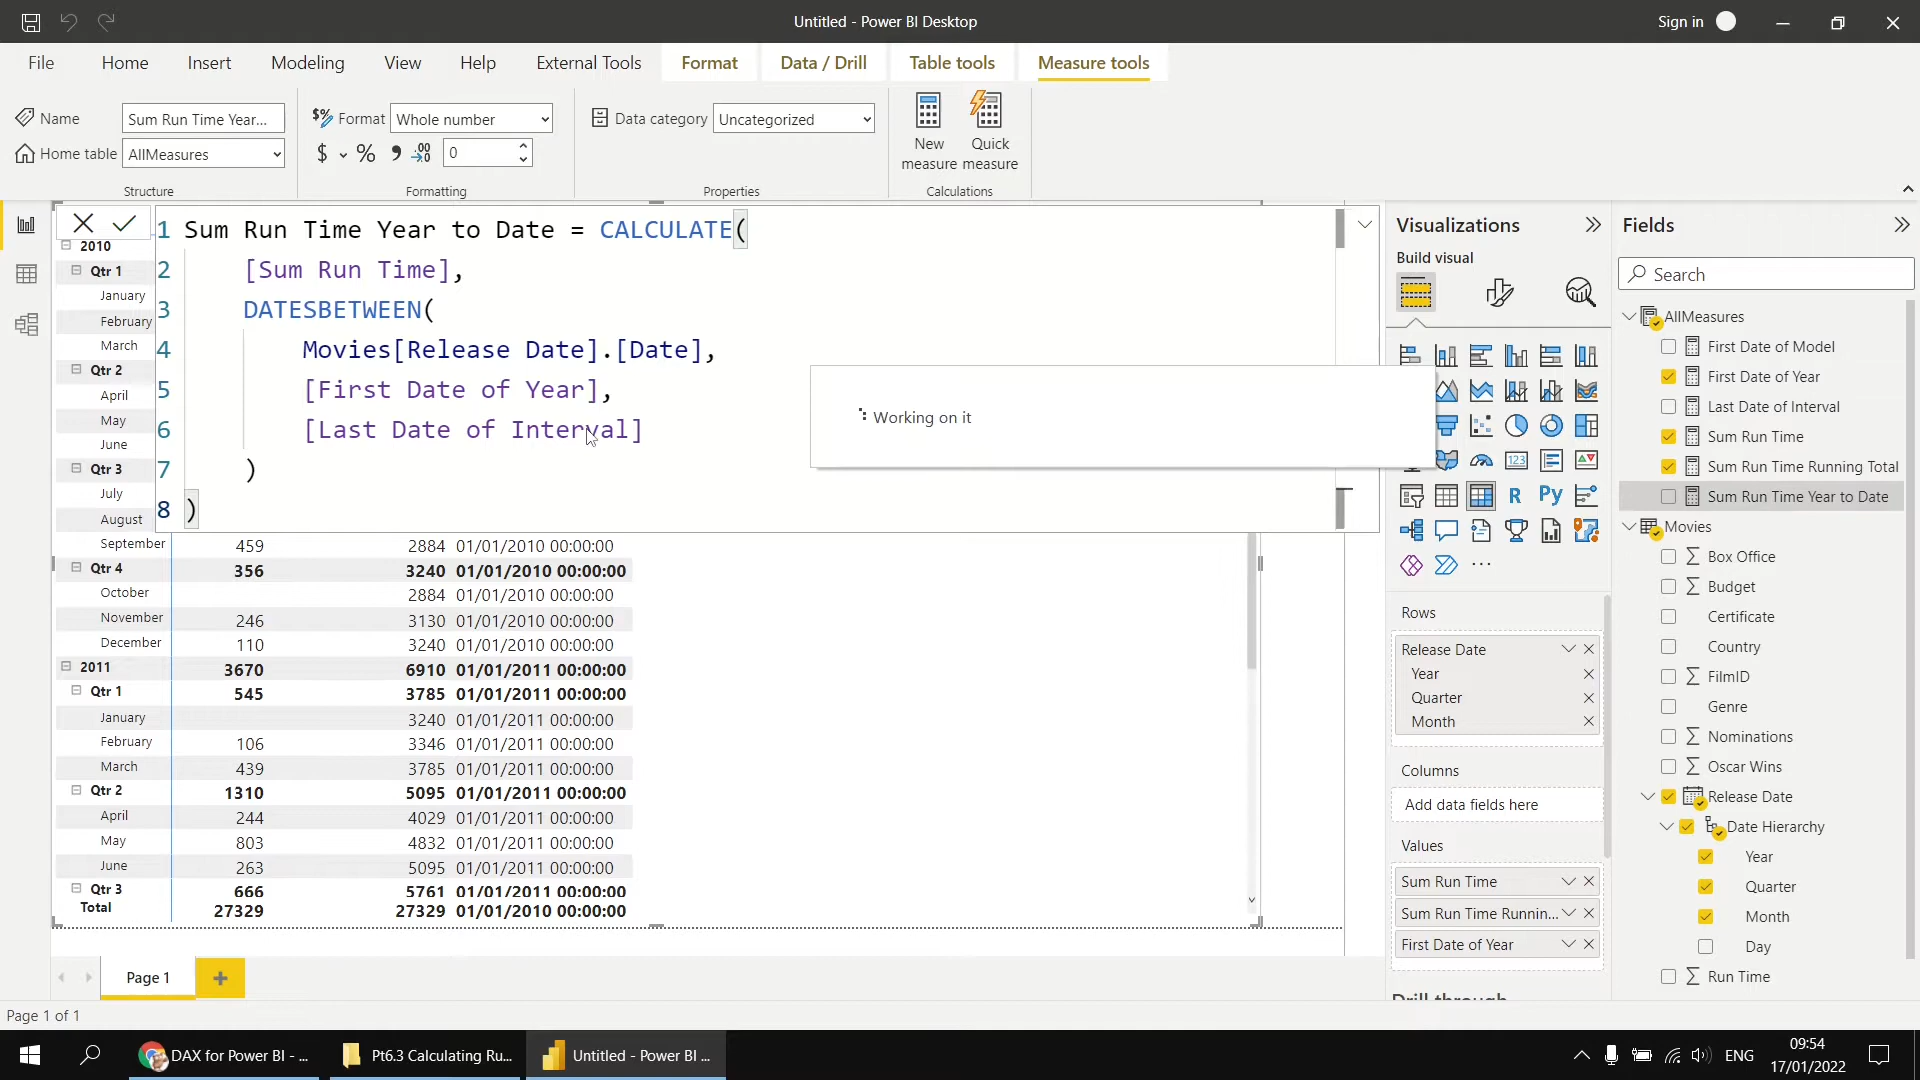 Untitled - Power BI Desktop
Sign in
File
Home
Insert
Modeling
View
Help
External Tools
Format
Data / Drill
Table tools
Measure tools
Name
Sum Run Time Year...
Home table
AllMeasures
Structure
$% Format
Whole number
$ % , .00
0
Formatting
Data category
Uncategorized
Properties
New
measure
Quick
measure
Calculations
1 Sum Run Time Year to Date = CALCULATE(
2 [Sum Run Time],
3 DATESBETWEEN(
4 Movies[Release Date].[Date],
5 [First Date of Year],
6 [Last Date of Interval]
7 )
8 )
Working on it
2010
Qtr 1
January
February
March
Qtr 2
April
May
June
Qtr 3
July
August
September 459 2884 01/01/2010 00:00:00
Qtr 4 356 3240 01/01/2010 00:00:00
October 2884 01/01/2010 00:00:00
November 246 3130 01/01/2010 00:00:00
December 110 3240 01/01/2010 00:00:00
2011 3670 6910 01/01/2011 00:00:00
Qtr 1 545 3785 01/01/2011 00:00:00
January 3240 01/01/2011 00:00:00
February 106 3346 01/01/2011 00:00:00
March 439 3785 01/01/2011 00:00:00
Qtr 2 1310 5095 01/01/2011 00:00:00
April 244 4029 01/01/2011 00:00:00
May 803 4832 01/01/2011 00:00:00
June 263 5095 01/01/2011 00:00:00
Qtr 3 666 5761 01/01/2011 00:00:00
Total 27329 27329 01/01/2010 00:00:00
Visualizations
Build visual
123
R
Py
...
Rows
Release Date
Year
Quarter
Month
Columns
Add data fields here
Values
Sum Run Time
Sum Run Time Runnin...
First Date of Year
Drill through
Fields
Search
AllMeasures
First Date of Model
First Date of Year
Last Date of Interval
Sum Run Time
Sum Run Time Running Total
Sum Run Time Year to Date
Movies
Box Office
Budget
Certificate
Country
FilmID
Genre
Nominations
Oscar Wins
Release Date
Date Hierarchy
Year
Quarter
Month
Day
Run Time
Page 1
Page 1 of 1
DAX for Power BI - ...
Pt6.3 Calculating Ru...
Untitled - Power BI ...
ENG
09:54
17/01/2022